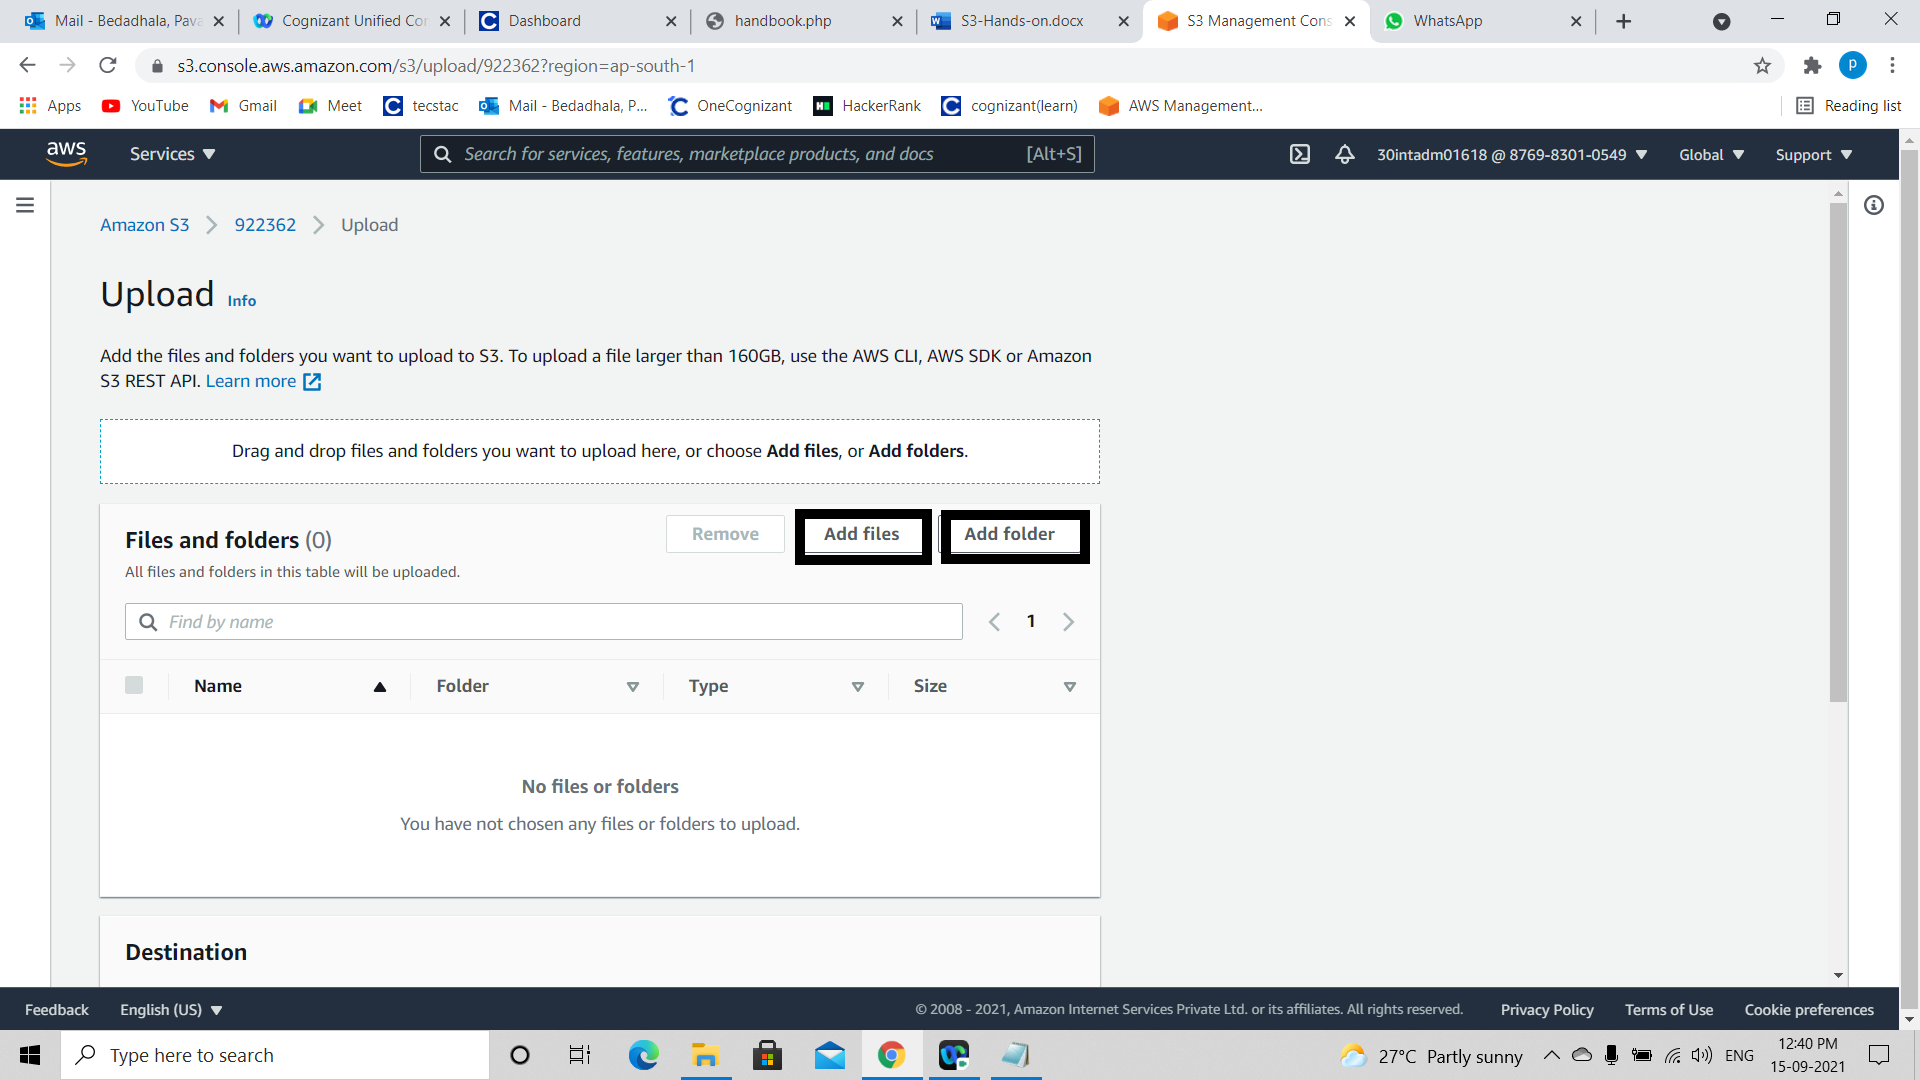 Mail - Bedadhala, Pava
Cognizant Unified Con
Dashboard
handbook.php
S3-Hands-on.docx
S3 Management Cons
WhatsApp
s3.console.aws.amazon.com/s3/upload/922362?region=ap-south-1
P
Apps
YouTube
Gmail
Meet
tecstac
Mail - Bedadhala, P...
OneCognizant
HackerRank
cognizant(learn)
AWS Management...
Reading list
aws
Services
Search for services, features, marketplace products, and docs
[Alt+S]
30intadm01618 @ 8769-8301-0549
Global
Support
Amazon S3
922362
Upload
Upload
Info
Add the files and folders you want to upload to S3. To upload a file larger than 160GB, use the AWS CLI, AWS SDK or Amazon
S3 REST API. Learn more
Drag and drop files and folders you want to upload here, or choose Add files, or Add folders.
Files and folders (0)
Remove
Add files
Add folder
All files and folders in this table will be uploaded.
Find by name
1
Name
Folder
Type
Size
No files or folders
You have not chosen any files or folders to upload.
Destination
Feedback
English (US)
© 2008 - 2021, Amazon Internet Services Private Ltd. or its affiliates. All rights reserved.
Privacy Policy
Terms of Use
Cookie preferences
Type here to search
27°C Partly sunny
ENG
12:40 PM
15-09-2021